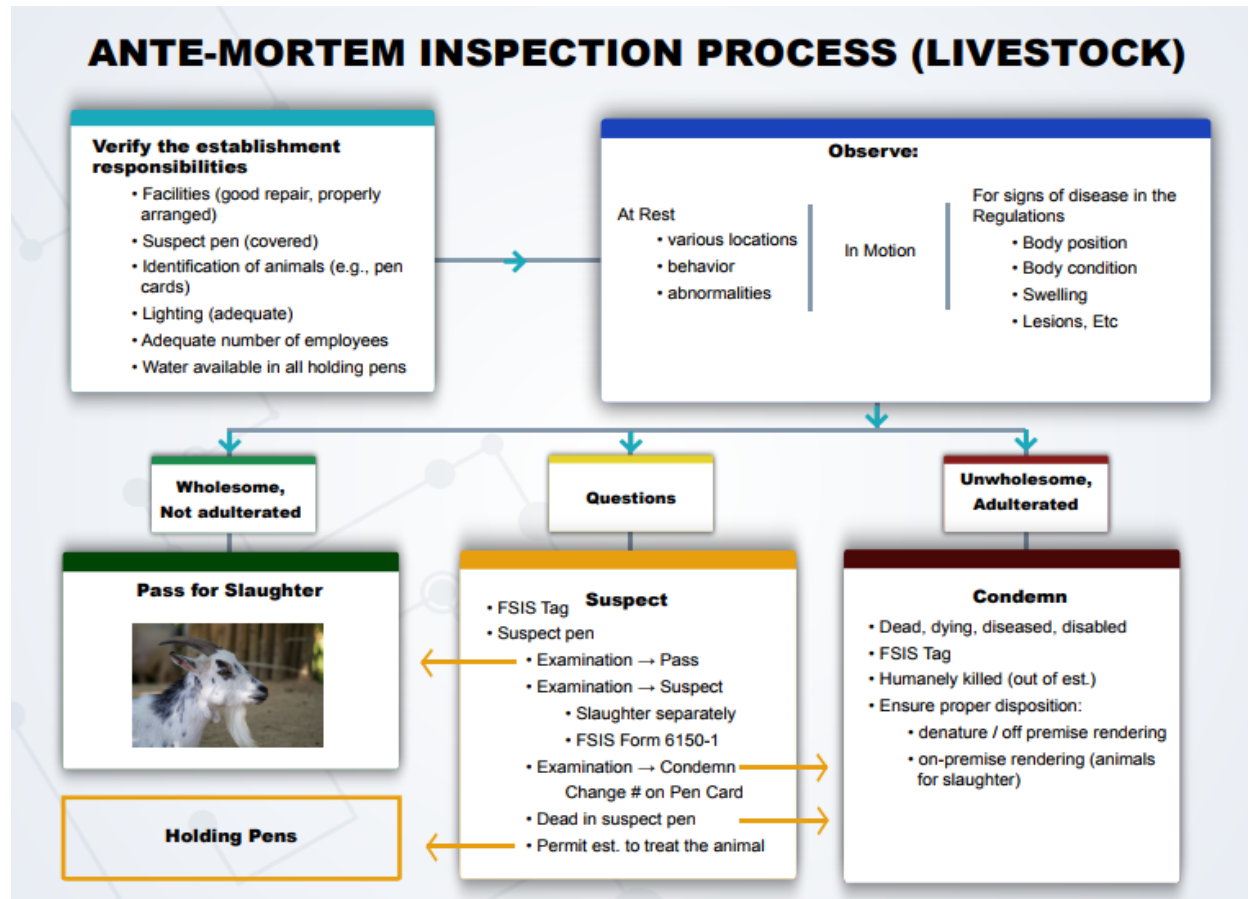 ANTE-MORTEM INSPECTION PROCESS (LIVESTOCK)
Verify the establishment
responsibilities
• Facilities (good repair, properly
arranged)
• Suspect pen (covered)
• Identification of animals (e.g., pen
cards)
• Lighting (adequate)
• Adequate number of employees
• Water available in all holding pens
Observe:
At Rest
• various locations
• behavior
• abnormalities
In Motion
For signs of disease in the
Regulations
• Body position
• Body condition
• Swelling
• Lesions, Etc
Wholesome,
Not adulterated
Questions
Unwholesome,
Adulterated
Pass for Slaughter
Holding Pens
Suspect
• FSIS Tag
• Suspect pen
• Examination → Pass
• Examination → Suspect
• Slaughter separately
• FSIS Form 6150-1
• Examination → Condemn
Change # on Pen Card
• Dead in suspect pen
• Permit est. to treat the animal
Condemn
• Dead, dying, diseased, disabled
• FSIS Tag
• Humanely killed (out of est.)
• Ensure proper disposition:
• denature / off premise rendering
• on-premise rendering (animals
for slaughter)